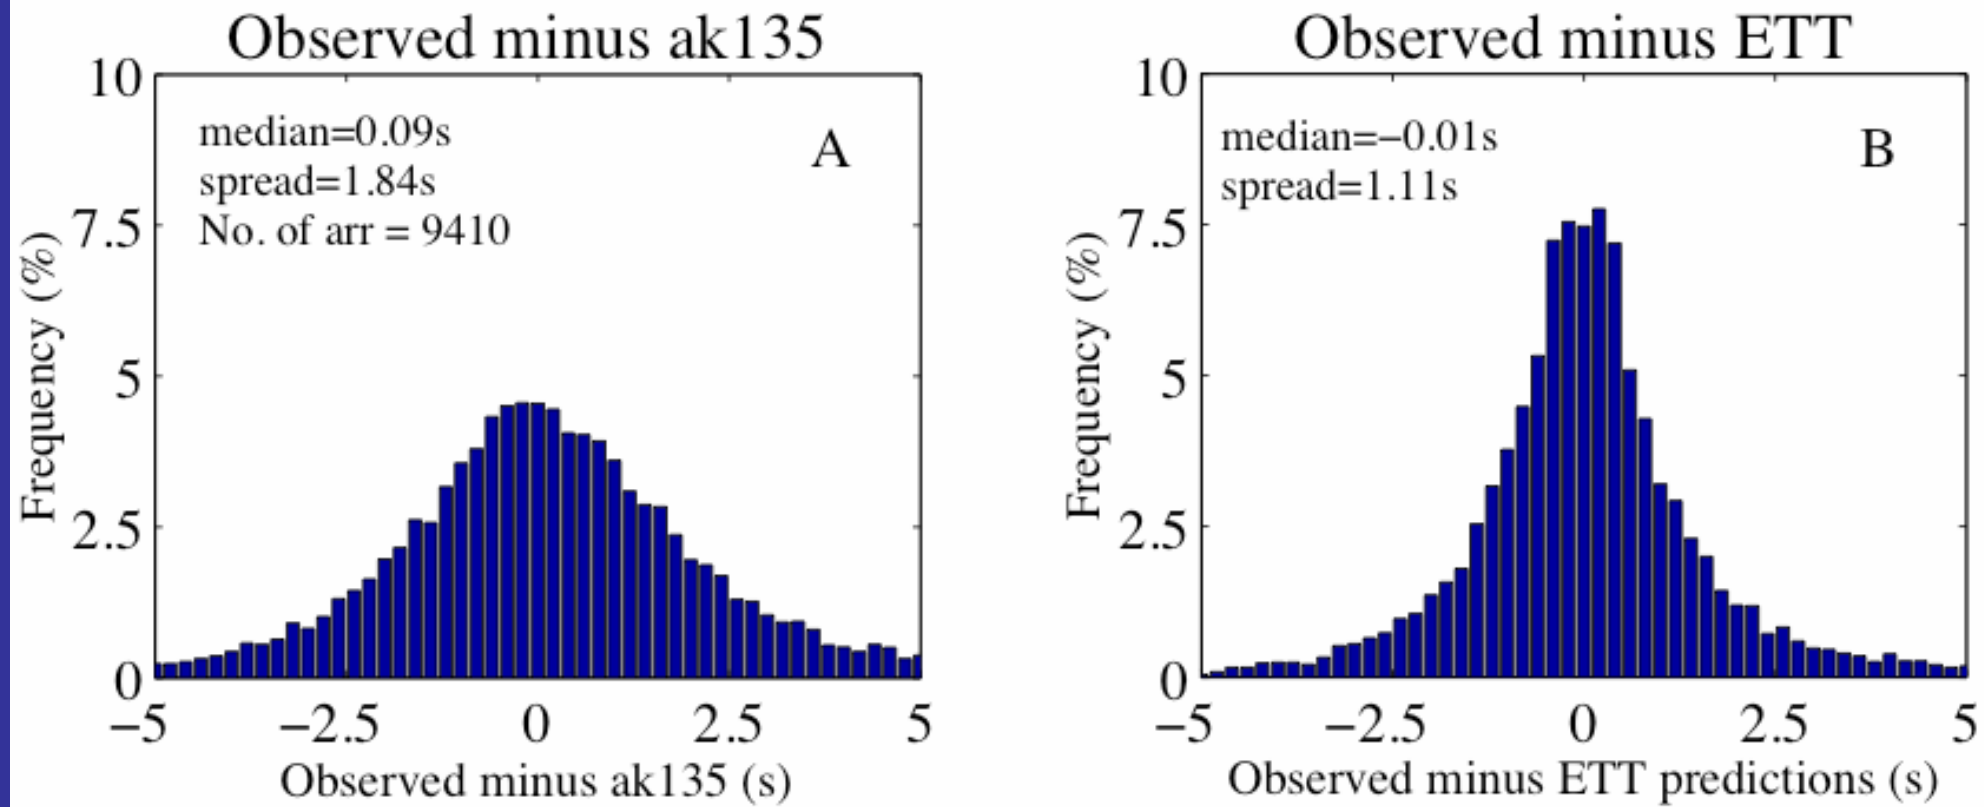 Observed minus ak135
10
7.5
5
2.5
0
Frequency (%)
median=0.09s
spread=1.84s
No. of arr = 9410
A
−5 −2.5 0 2.5 5
Observed minus ak135 (s)
Observed minus ETT
10
7.5
5
2.5
0
Frequency (%)
median=−0.01s
spread=1.11s
B
−5 −2.5 0 2.5 5
Observed minus ETT predictions (s)